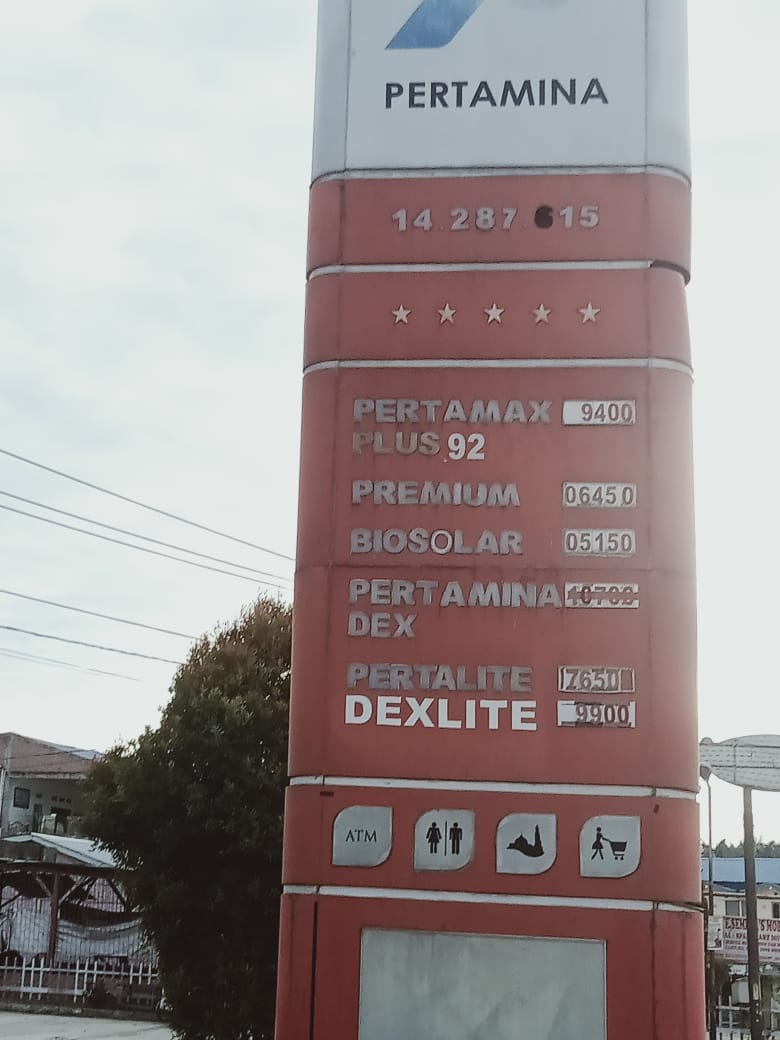 PERTAMINA
14.287.615
PERTAMAX 9400
PLUS 92
PREMIUM 06450
BIOSOLAR 05150
PERTAMINA 10700
DEX
PERTALITE 7650
DEXLITE 9900
ATM